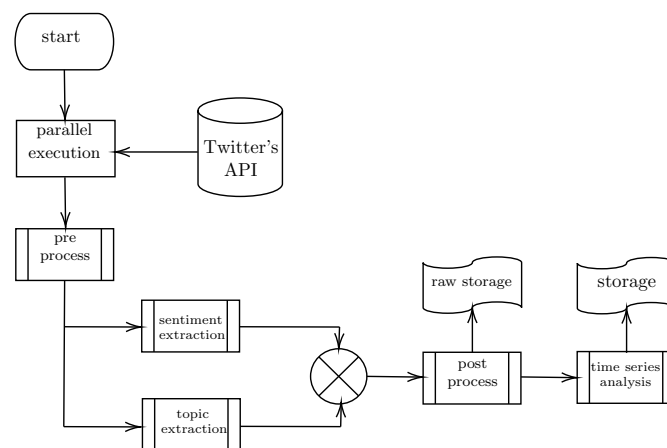 start
parallel
execution
Twitter's
API
pre
process
sentiment
extraction
topic
extraction
raw storage
post
process
storage
time series
analysis